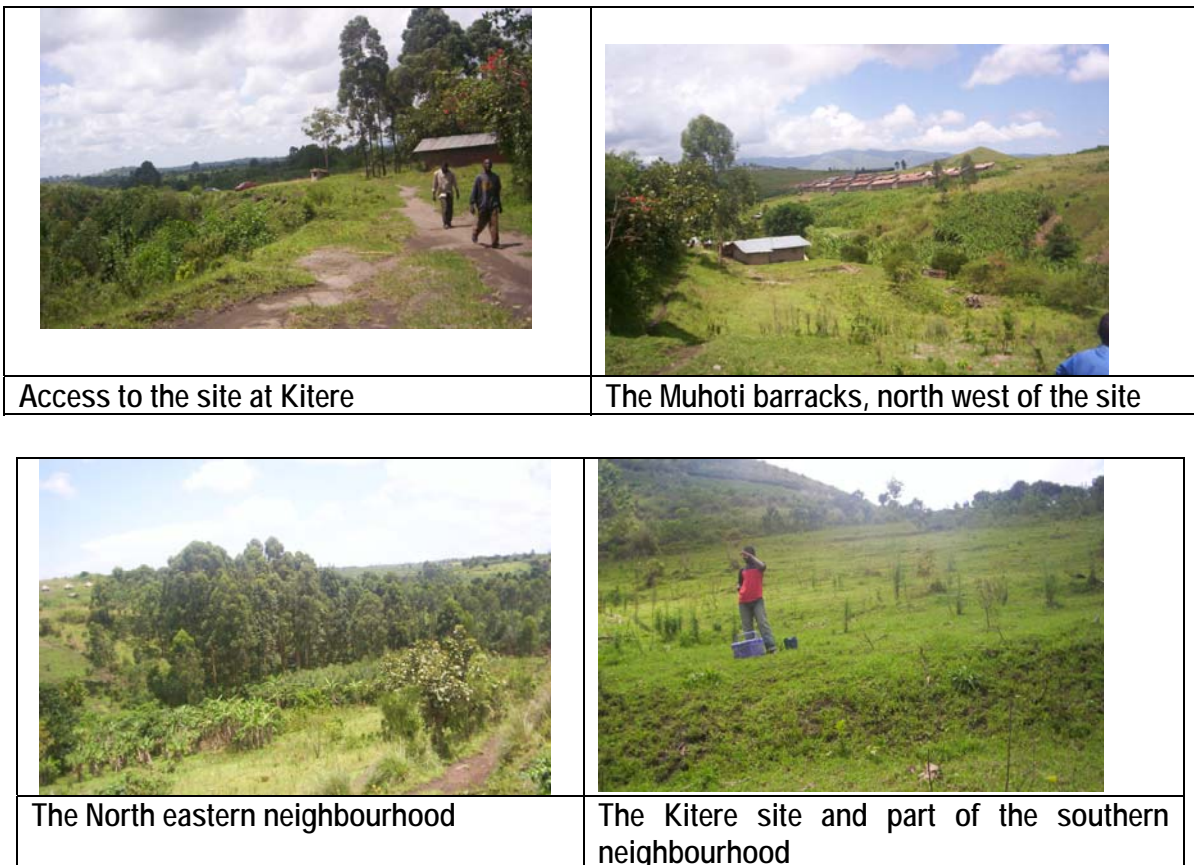 Access to the site at Kitere
The Muhoti barracks, north west of the site
The North eastern neighbourhood
The Kitere site and part of the southern
neighbourhood